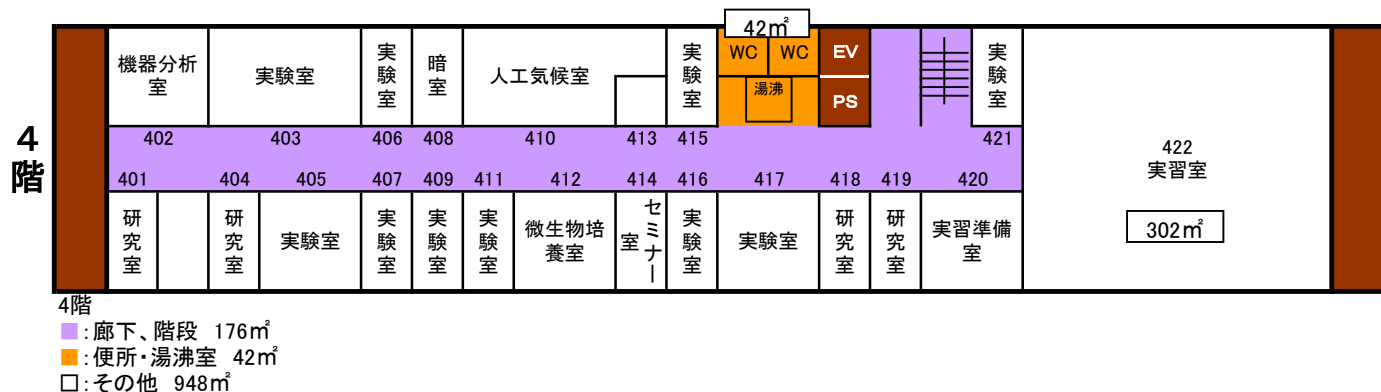 42㎡
機器分析
室
実験室
実験室
暗室
人工気候室
実験室
WC
WC
湯沸
EV
PS
実験室
4階
402
403
406
408
410
413
415
421
422
実習室
302㎡
401
404
405
407
409
411
412
414
416
417
418
419
420
研究室
研究室
実験室
実験室
実験室
実験室
微生物培
養室
セミナー
室
実験室
実験室
研究室
研究室
実習準備
室
4階
:廊下、階段 176㎡
:便所・湯沸室 42㎡
:その他 948㎡